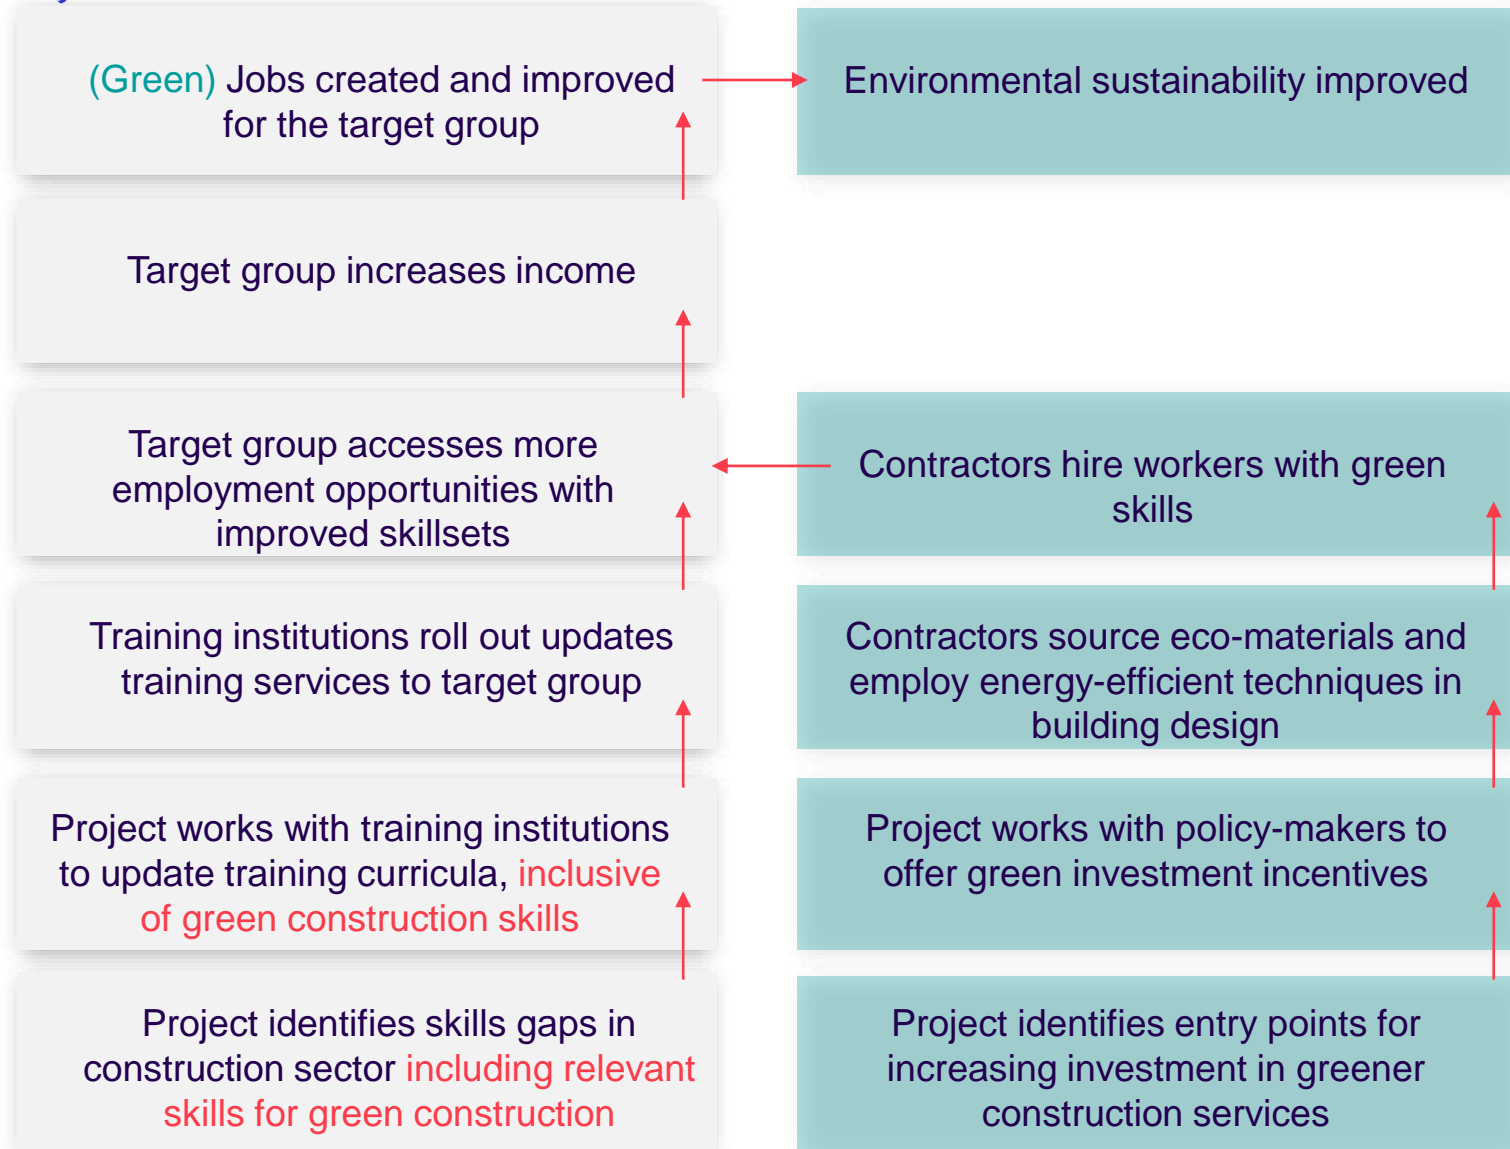 (Green) Jobs created and improved
for the target group
Environmental sustainability improved
Target group increases income
Target group accesses more
employment opportunities with
improved skillsets
Contractors hire workers with green
skills
Training institutions roll out updates
training services to target group
Contractors source eco-materials and
employ energy-efficient techniques in
building design
Project works with training institutions
to update training curricula, inclusive
of green construction skills
Project works with policy-makers to
offer green investment incentives
Project identifies skills gaps in
construction sector including relevant
skills for green construction
Project identifies entry points for
increasing investment in greener
construction services